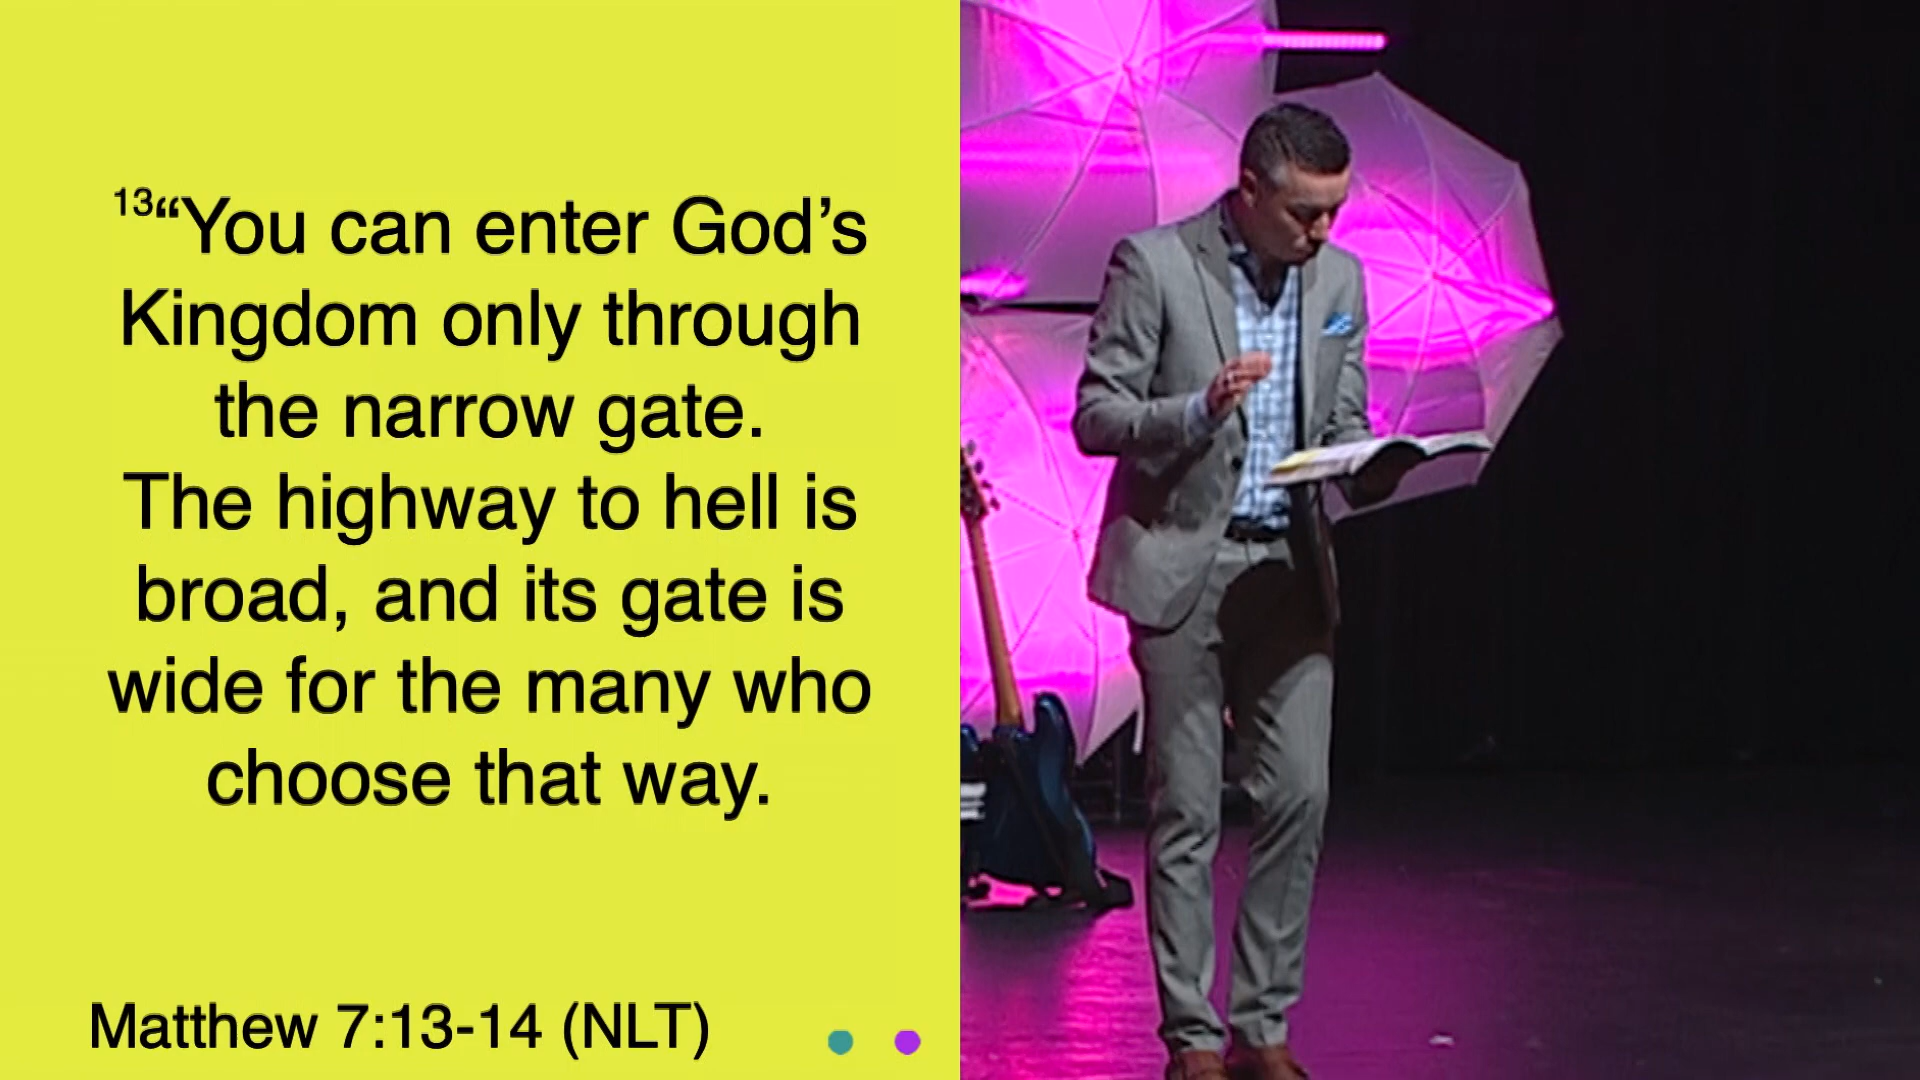 13“You can enter God’s
Kingdom only through
the narrow gate.
The highway to hell is
broad, and its gate is
wide for the many who
choose that way.
Matthew 7:13-14 (NLT)